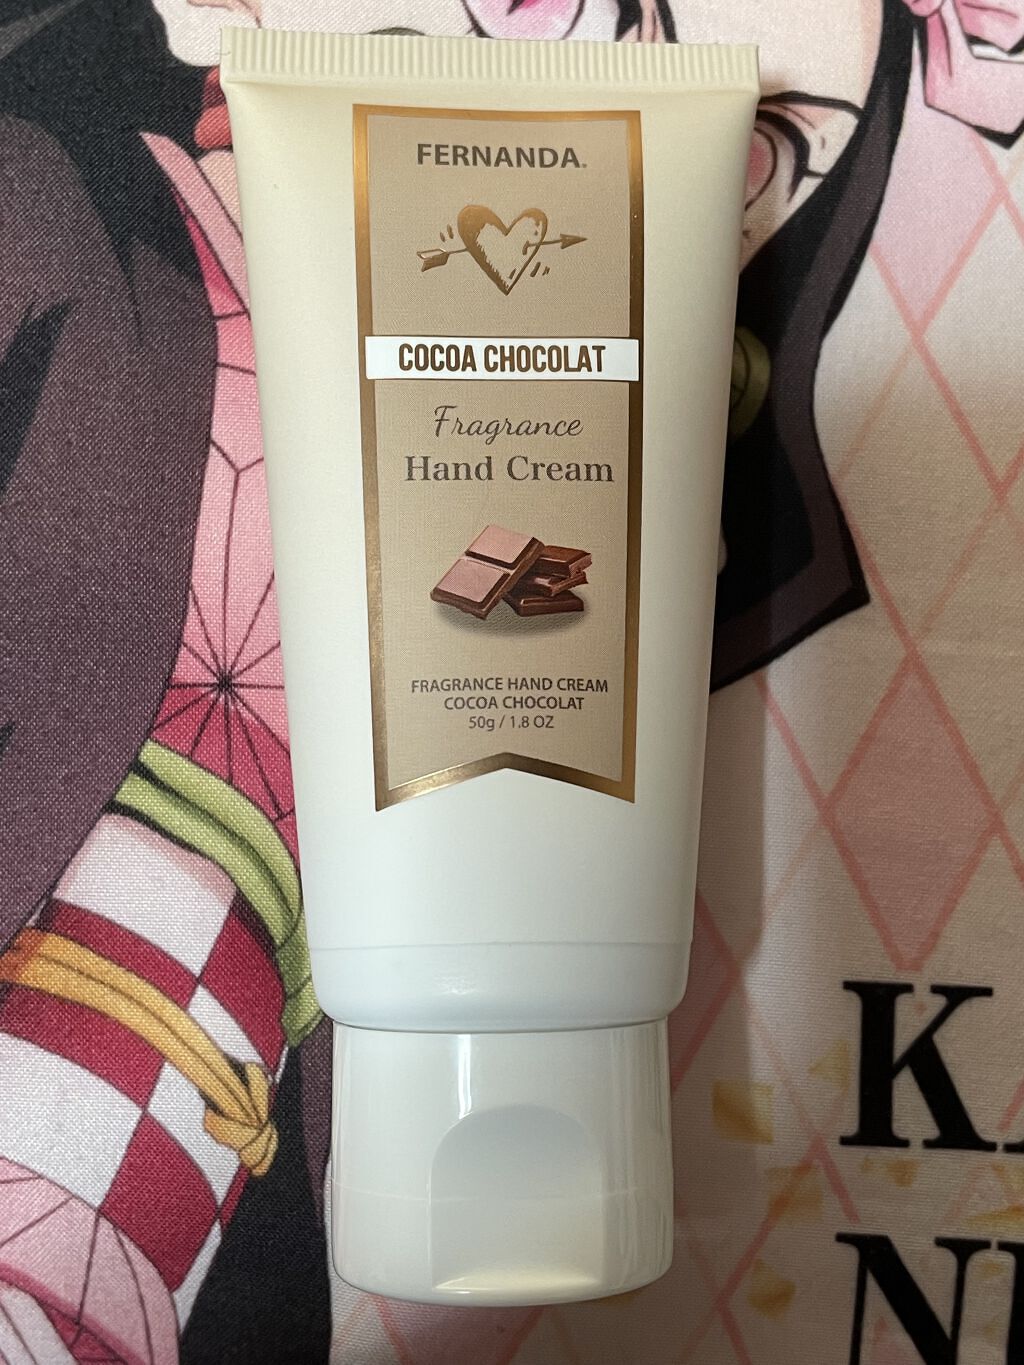 FERNANDA.
COCOA CHOCOLAT
Fragrance
Hand Cream
FRAGRANCE HAND CREAM
COCOA CHOCOLAT
50g / 1.8 OZ